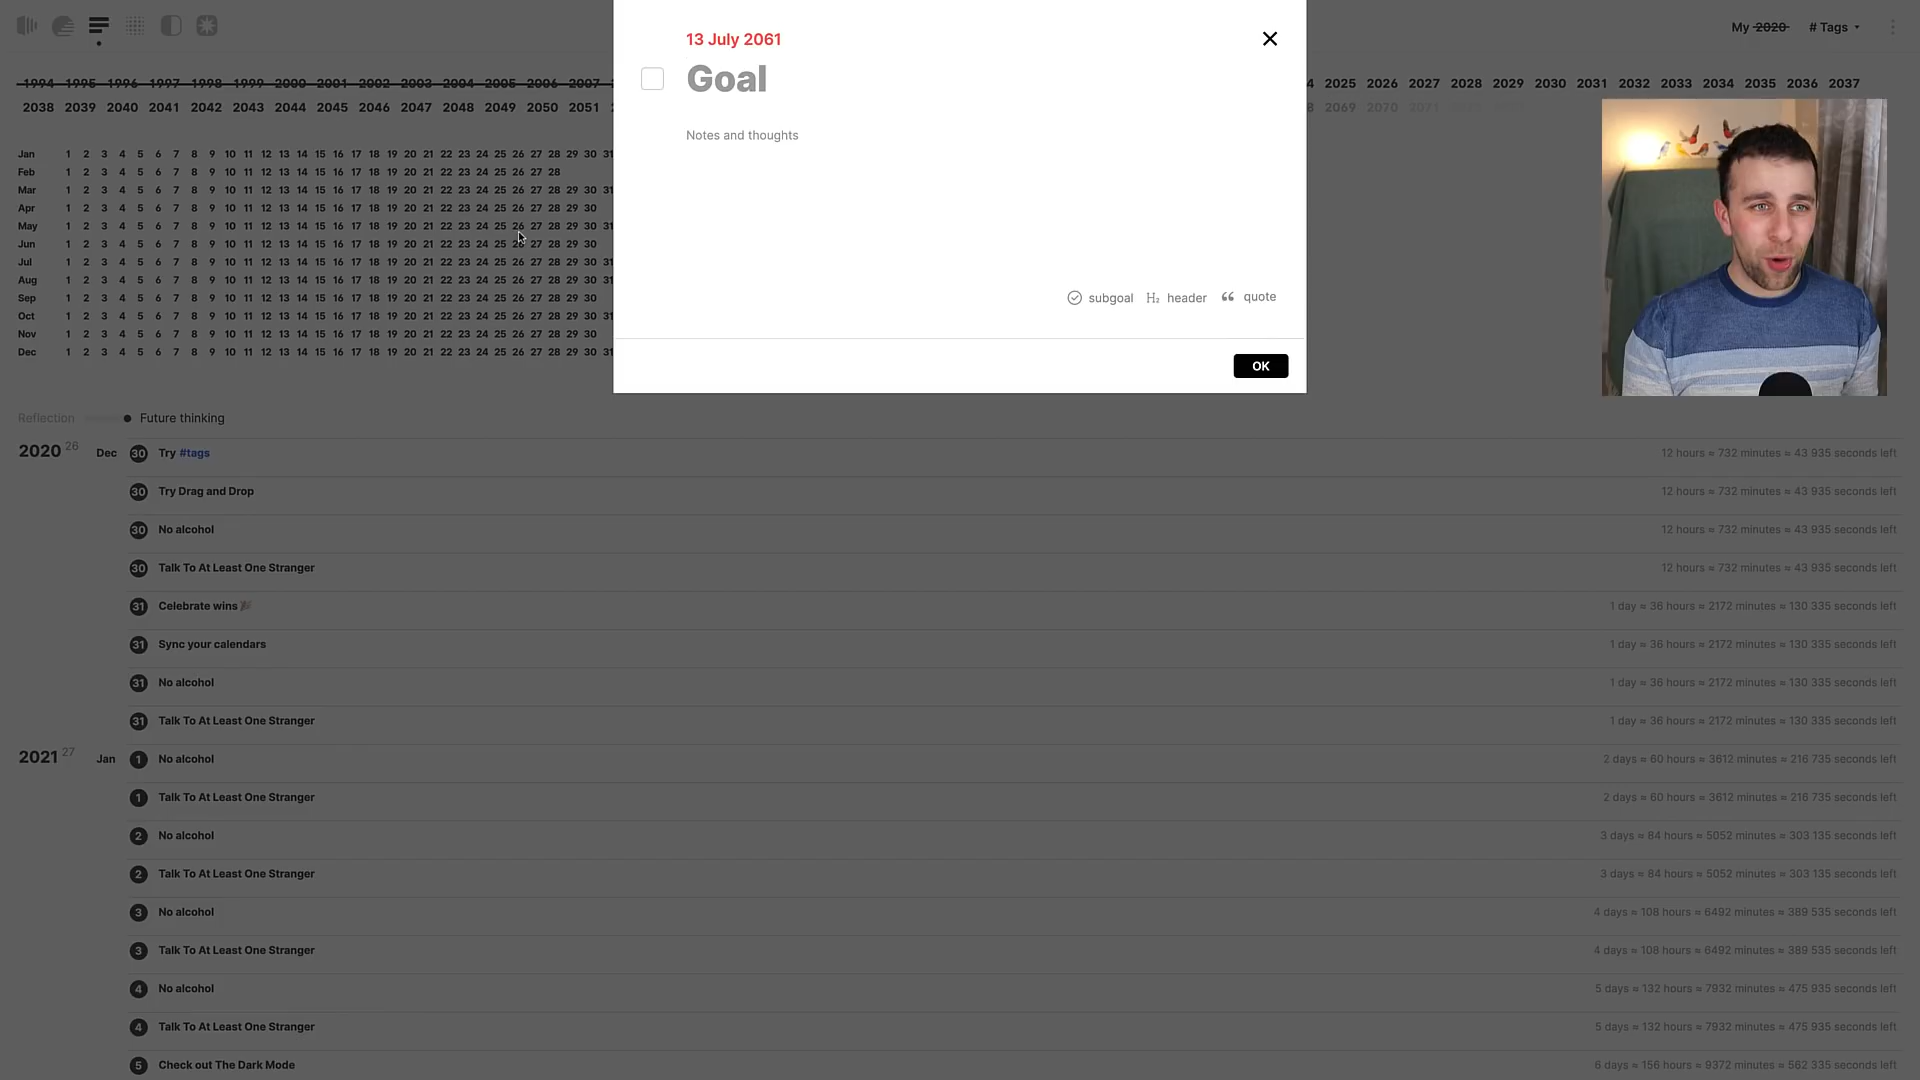 My 2020 # Tags
13 July 2061
Goal
Notes and thoughts
subgoal H₂ header “ quote
OK
1994 1995 1996 1997 1998 1999 2000 2001 2002 2003 2004 2005 2006 2007 4 2025 2026 2027 2028 2029 2030 2031 2032 2033 2034 2035 2036 2037
2038 2039 2040 2041 2042 2043 2044 2045 2046 2047 2048 2049 2050 2051 8 2069 2070 2071
Jan 1 2 3 4 5 6 7 8 9 10 11 12 13 14 15 16 17 18 19 20 21 22 23 24 25 26 27 28 29 30 31
Feb 1 2 3 4 5 6 7 8 9 10 11 12 13 14 15 16 17 18 19 20 21 22 23 24 25 26 27 28
Mar 1 2 3 4 5 6 7 8 9 10 11 12 13 14 15 16 17 18 19 20 21 22 23 24 25 26 27 28 29 30 31
Apr 1 2 3 4 5 6 7 8 9 10 11 12 13 14 15 16 17 18 19 20 21 22 23 24 25 26 27 28 29 30
May 1 2 3 4 5 6 7 8 9 10 11 12 13 14 15 16 17 18 19 20 21 22 23 24 25 26 27 28 29 30 31
Jun 1 2 3 4 5 6 7 8 9 10 11 12 13 14 15 16 17 18 19 20 21 22 23 24 25 26 27 28 29 30
Jul 1 2 3 4 5 6 7 8 9 10 11 12 13 14 15 16 17 18 19 20 21 22 23 24 25 26 27 28 29 30 31
Aug 1 2 3 4 5 6 7 8 9 10 11 12 13 14 15 16 17 18 19 20 21 22 23 24 25 26 27 28 29 30 31
Sep 1 2 3 4 5 6 7 8 9 10 11 12 13 14 15 16 17 18 19 20 21 22 23 24 25 26 27 28 29 30
Oct 1 2 3 4 5 6 7 8 9 10 11 12 13 14 15 16 17 18 19 20 21 22 23 24 25 26 27 28 29 30 31
Nov 1 2 3 4 5 6 7 8 9 10 11 12 13 14 15 16 17 18 19 20 21 22 23 24 25 26 27 28 29 30
Dec 1 2 3 4 5 6 7 8 9 10 11 12 13 14 15 16 17 18 19 20 21 22 23 24 25 26 27 28 29 30 31
Reflection Future thinking
2020 26 Dec 30 Try #tags 12 hours ≈ 732 minutes ≈ 43 935 seconds left
30 Try Drag and Drop 12 hours ≈ 732 minutes ≈ 43 935 seconds left
30 No alcohol 12 hours ≈ 732 minutes ≈ 43 935 seconds left
30 Talk To At Least One Stranger 12 hours ≈ 732 minutes ≈ 43 935 seconds left
31 Celebrate wins🎉 1 day ≈ 36 hours ≈ 2172 minutes ≈ 130 335 seconds left
31 Sync your calendars 1 day ≈ 36 hours ≈ 2172 minutes ≈ 130 335 seconds left
31 No alcohol 1 day ≈ 36 hours ≈ 2172 minutes ≈ 130 335 seconds left
31 Talk To At Least One Stranger 1 day ≈ 36 hours ≈ 2172 minutes ≈ 130 335 seconds left
2021 27 Jan 1 No alcohol 2 days ≈ 60 hours ≈ 3612 minutes ≈ 216 735 seconds left
1 Talk To At Least One Stranger 2 days ≈ 60 hours ≈ 3612 minutes ≈ 216 735 seconds left
2 No alcohol 3 days ≈ 84 hours ≈ 5052 minutes ≈ 303 135 seconds left
2 Talk To At Least One Stranger 3 days ≈ 84 hours ≈ 5052 minutes ≈ 303 135 seconds left
3 No alcohol 4 days ≈ 108 hours ≈ 6492 minutes ≈ 389 535 seconds left
3 Talk To At Least One Stranger 4 days ≈ 108 hours ≈ 6492 minutes ≈ 389 535 seconds left
4 No alcohol 5 days ≈ 132 hours ≈ 7932 minutes ≈ 475 935 seconds left
4 Talk To At Least One Stranger 5 days ≈ 132 hours ≈ 7932 minutes ≈ 475 935 seconds left
5 Check out The Dark Mode 6 days ≈ 156 hours ≈ 9372 minutes ≈ 562 335 seconds left